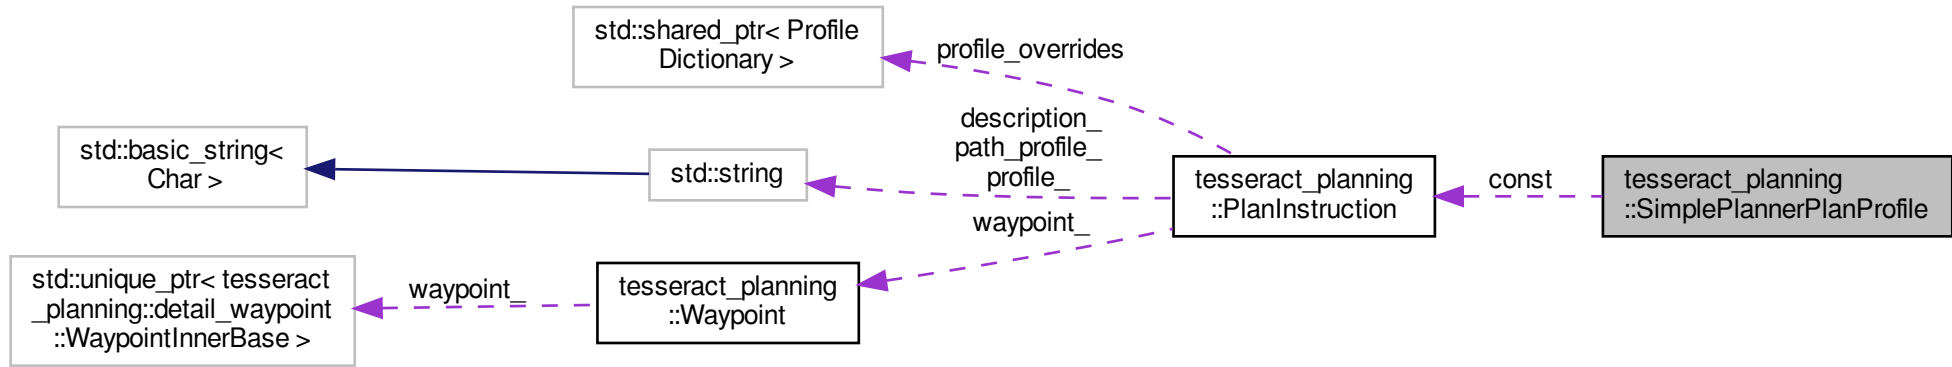 std::shared_ptr< Profile
Dictionary >
profile_overrides
std::basic_string<
Char >
std::string
description_
path_profile_
profile_
tesseract_planning
::PlanInstruction
const
tesseract_planning
::SimplePlannerPlanProfile
waypoint_
std::unique_ptr< tesseract
_planning::detail_waypoint
::WaypointInnerBase >
waypoint_
tesseract_planning
::Waypoint